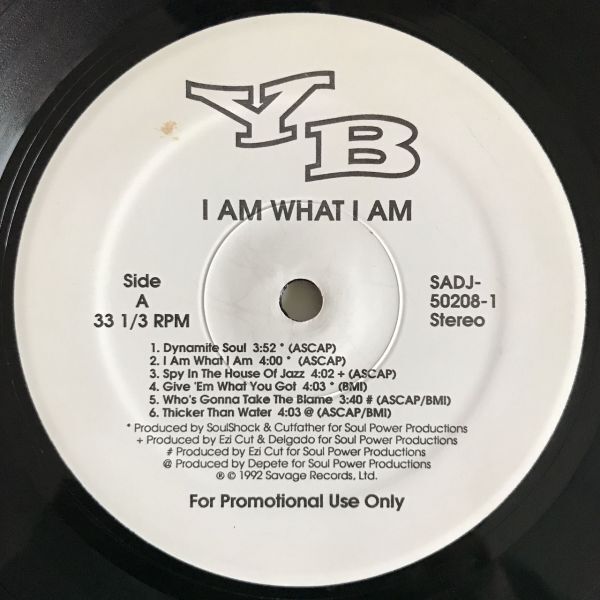 YB
I AM WHAT I AM
Side
A
33 1/3 RPM
SADJ-
50208-1
Stereo
1. Dynamite Soul 3:52 * (ASCAP)
2. I Am What I Am 4:00 * (ASCAP)
3. Spy In The House Of Jazz 4:02 + (ASCAP)
4. Give 'Em What You Got 4:03 * (BMI)
5. Who's Gonna Take The Blame 3:40 # (ASCAP/BMI)
6. Thicker Than Water 4:03 @ (ASCAP/BMI)
* Produced by SoulShock & Cutfather for Soul Power Productions
+ Produced by Ezi Cut & Delgado for Soul Power Productions
# Produced by Ezi Cut for Soul Power Productions
@ Produced by Depete for Soul Power Productions
℗ © 1992 Savage Records, Ltd.
For Promotional Use Only